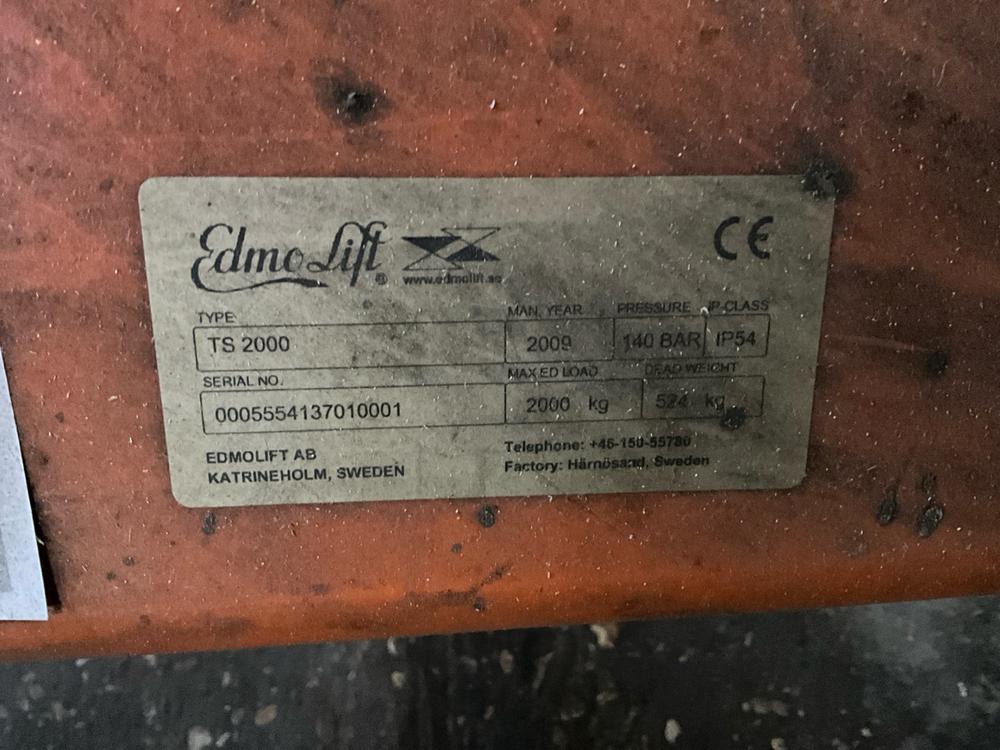 EdmoLift®
CE
www.edmolift.se
TYPE MAN. YEAR PRESSURE IP-CLASS
TS 2000 2009 140 BAR IP54
SERIAL NO. MAX ED LOAD DEAD WEIGHT
0005554137010001 2000 kg 524 kg
EDMOLIFT AB
KATRINEHOLM, SWEDEN
Telephone: +46-150-55780
Factory: Härnösand, Sweden